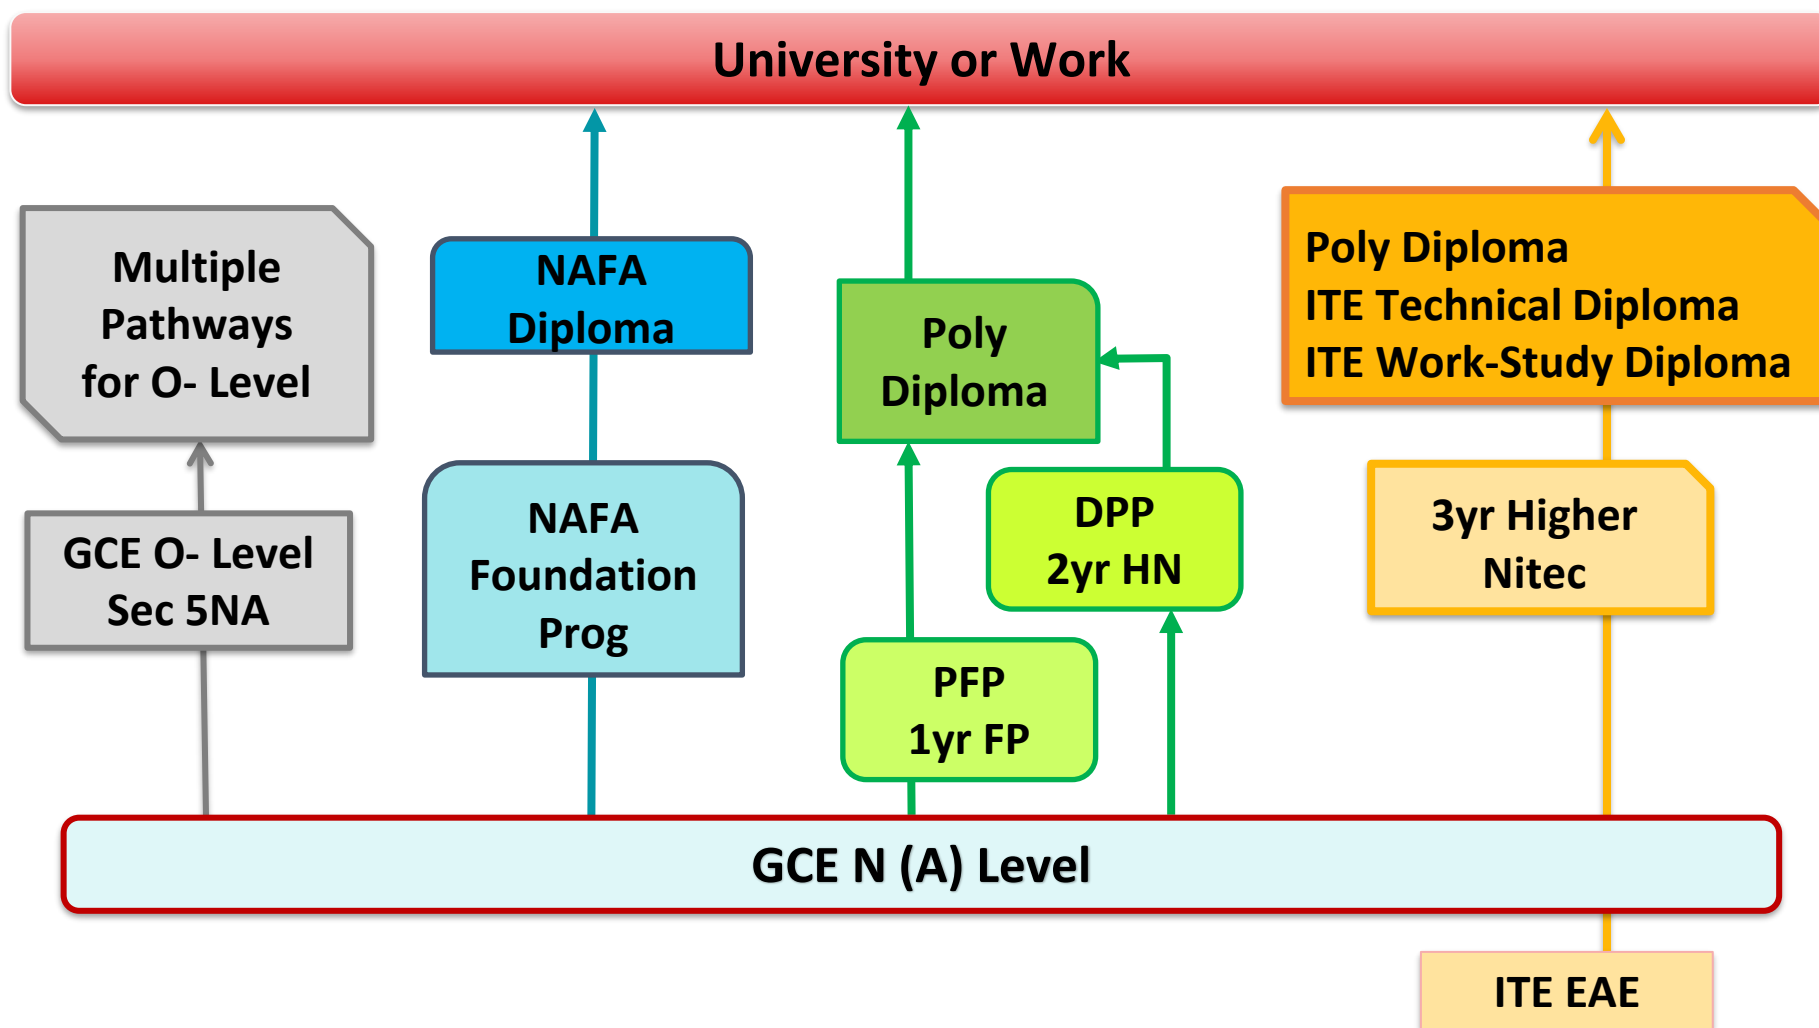 University or Work
Multiple
Pathways
for O- Level
GCE O- Level
Sec 5NA
NAFA
Diploma
NAFA
Foundation
Prog
Poly
Diploma
DPP
2yr HN
PFP
1yr FP
Poly Diploma
ITE Technical Diploma
ITE Work-Study Diploma
3yr Higher
Nitec
GCE N (A) Level
ITE EAE